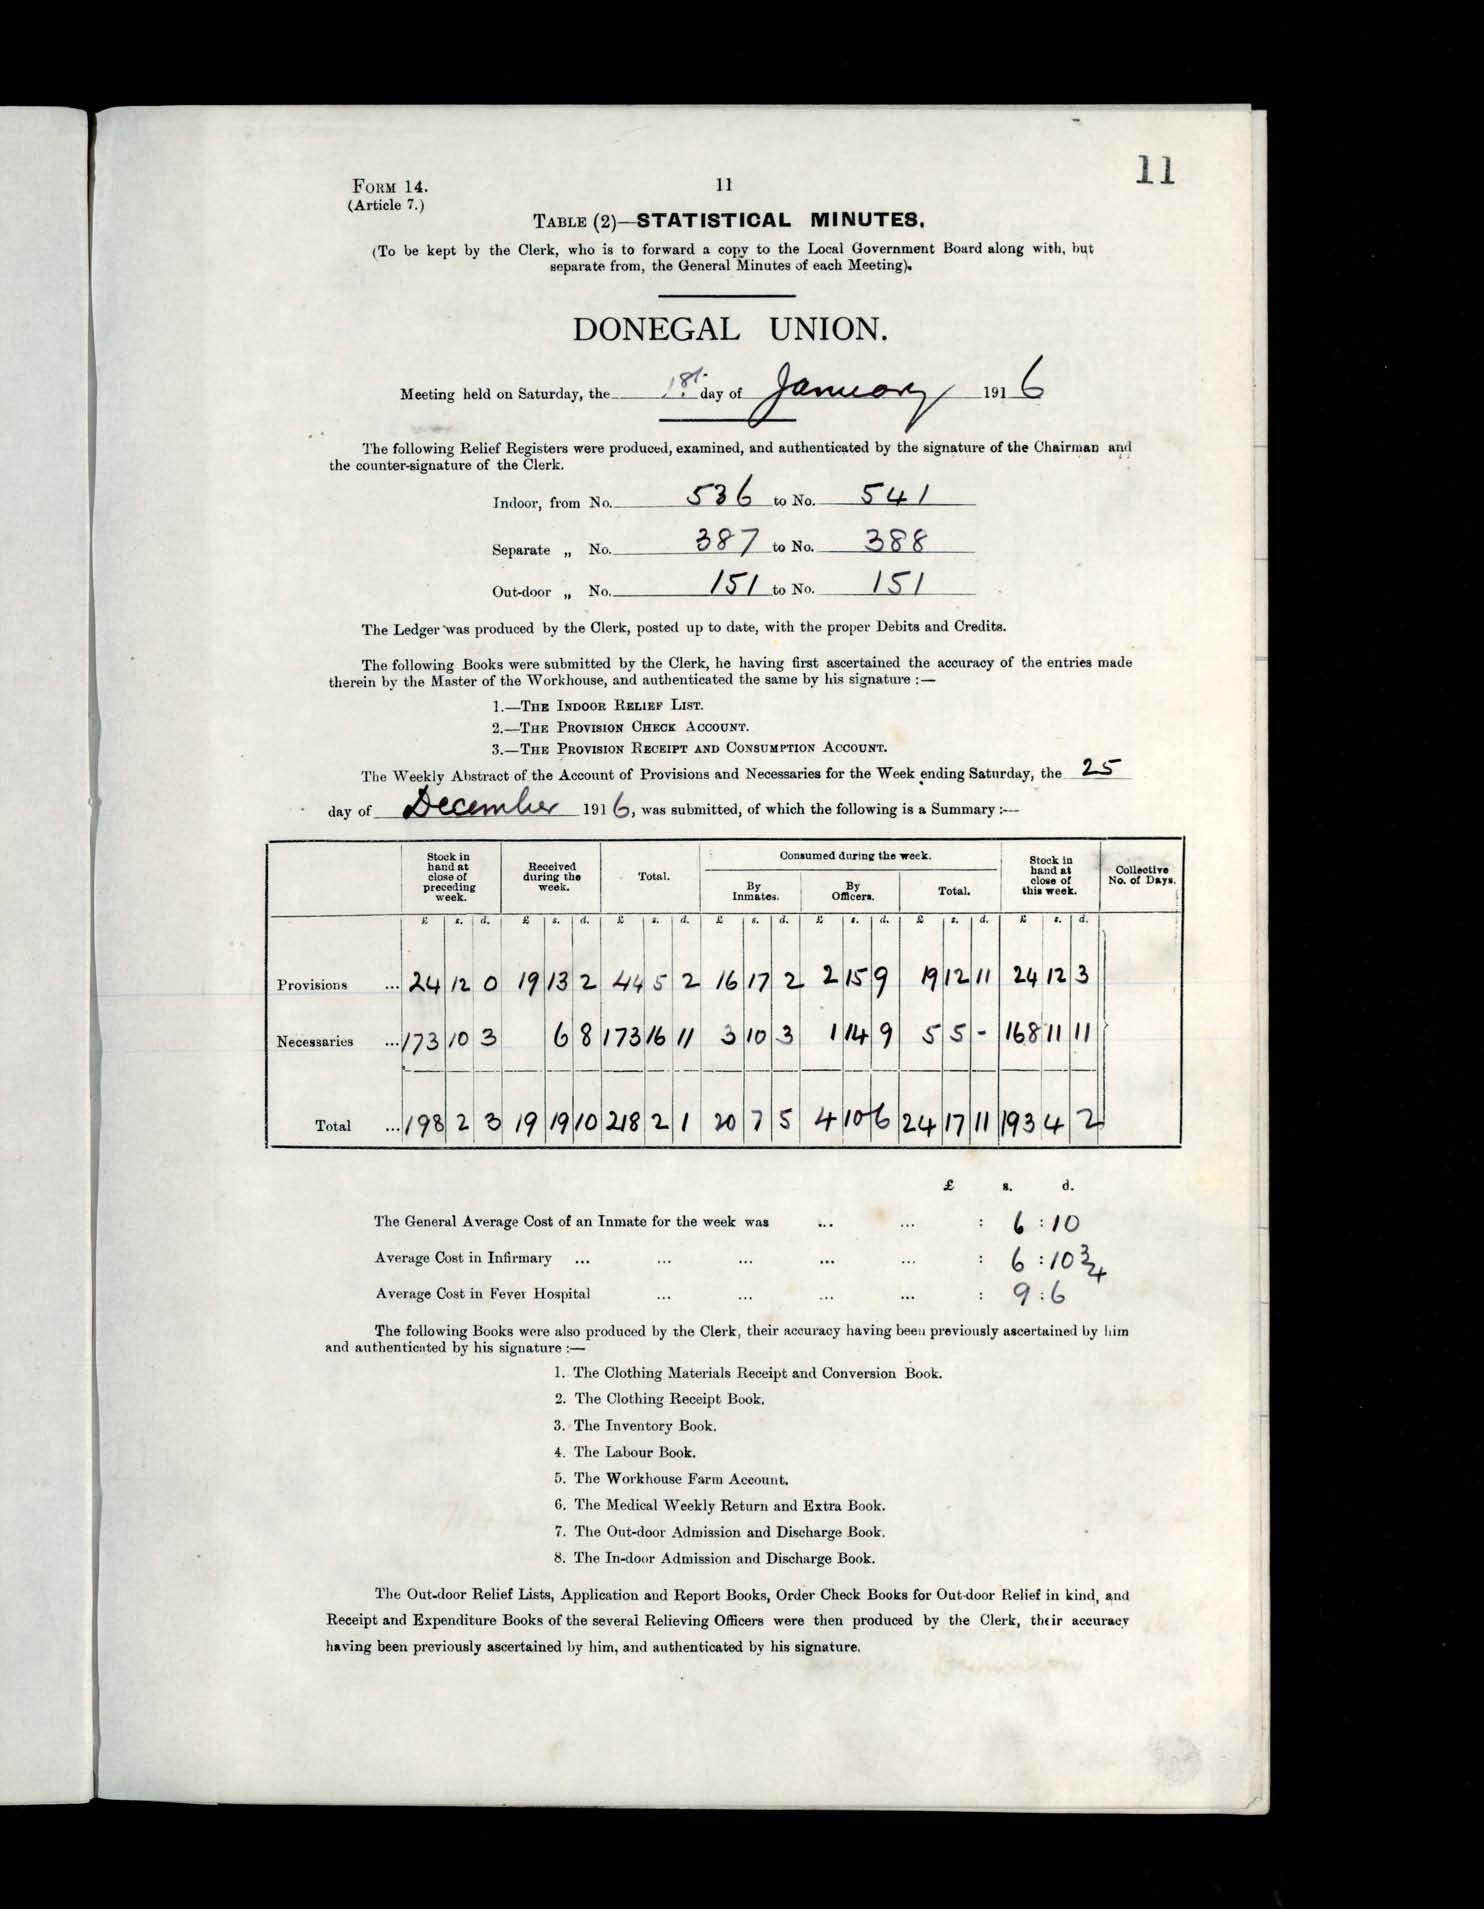 11
FORM 14.
11
(Article 7.)
TABLE (2)—STATISTICAL MINUTES.
(To be kept by the Clerk, who is to forward a copy to the Local Government Board along with, but
separate from, the General Minutes of each Meeting).
DONEGAL UNION.
Meeting held on Saturday, the 1st. day of January 1916
The following Relief Registers were produced, examined, and authenticated by the signature of the Chairman and
the counter-signature of the Clerk.
Indoor, from No. 536 to No. 541
Separate „ No. 387 to No. 388
Out-door „ No. 151 to No. 151
The Ledger was produced by the Clerk, posted up to date, with the proper Debits and Credits.
The following Books were submitted by the Clerk, he having first ascertained the accuracy of the entries made
therein by the Master of the Workhouse, and authenticated the same by his signature :—
1.—THE INDOOR RELIEF LIST.
2.—THE PROVISION CHECK ACCOUNT.
3.—THE PROVISION RECEIPT AND CONSUMPTION ACCOUNT.
The Weekly Abstract of the Account of Provisions and Necessaries for the Week ending Saturday, the 25
day of December 1916, was submitted, of which the following is a Summary :—
Stock in hand at close of preceding week. Received during the week. Total. Consumed during the week. Stock in hand at close of this week. Collective No. of Days.
By Inmates. By Officers. Total.
£ s. d. £ s. d. £ s. d. £ s. d. £ s. d. £ s. d. £ s. d.
Provisions ... 24 12 0 19 13 2 44 5 2 16 17 2 2 15 9 19 12 11 24 12 3
Necessaries ... 173 10 3 6 8 173 16 11 3 10 3 1 14 9 5 5 - 168 11 11
Total ... 198 2 3 19 19 10 218 2 1 20 7 5 4 10 6 24 17 11 193 4 2
£ s. d.
The General Average Cost of an Inmate for the week was ... ... : 6 : 10
Average Cost in Infirmary ... ... ... ... ... : 6 : 10 3/4
Average Cost in Fever Hospital ... ... ... ... : 9 : 6
The following Books were also produced by the Clerk, their accuracy having been previously ascertained by him
and authenticated by his signature :—
1. The Clothing Materials Receipt and Conversion Book.
2. The Clothing Receipt Book.
3. The Inventory Book.
4. The Labour Book.
5. The Workhouse Farm Account.
6. The Medical Weekly Return and Extra Book.
7. The Out-door Admission and Discharge Book.
8. The In-door Admission and Discharge Book.
The Out-door Relief Lists, Application and Report Books, Order Check Books for Out-door Relief in kind, and
Receipt and Expenditure Books of the several Relieving Officers were then produced by the Clerk, their accuracy
having been previously ascertained by him, and authenticated by his signature.